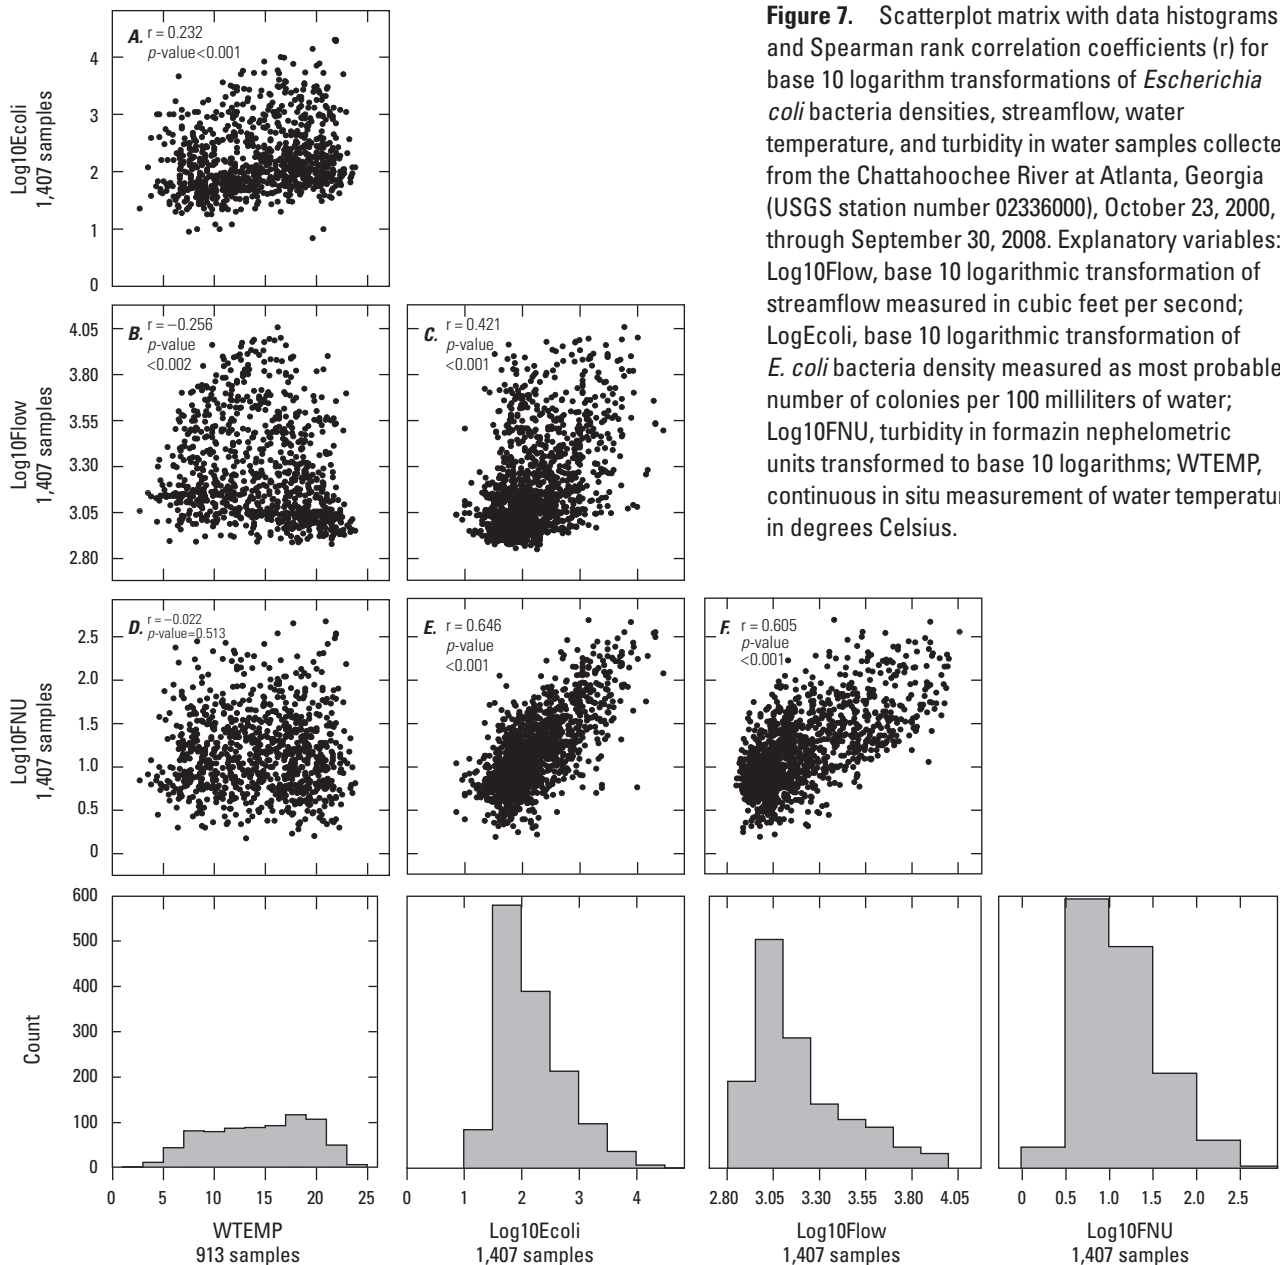 Figure 7. Scatterplot matrix with data histograms
and Spearman rank correlation coefficients (r) for
base 10 logarithm transformations of Escherichia
coli bacteria densities, streamflow, water
temperature, and turbidity in water samples collecte
from the Chattahoochee River at Atlanta, Georgia
(USGS station number 02336000), October 23, 2000,
through September 30, 2008. Explanatory variables:
Log10Flow, base 10 logarithmic transformation of
streamflow measured in cubic feet per second;
LogEcoli, base 10 logarithmic transformation of
E. coli bacteria density measured as most probable
number of colonies per 100 milliliters of water;
Log10FNU, turbidity in formazin nephelometric
units transformed to base 10 logarithms; WTEMP,
continuous in situ measurement of water temperatur
in degrees Celsius.
A. r = 0.232
p-value<0.001
Log10Ecoli
1,407 samples
4
3
2
1
0
B. r = −0.256
p-value
<0.002
C. r = 0.421
p-value
<0.001
Log10Flow
1,407 samples
4.05
3.80
3.55
3.30
3.05
2.80
D. r = −0.022
p-value=0.513
E. r = 0.646
p-value
<0.001
F. r = 0.605
p-value
<0.001
Log10FNU
1,407 samples
2.5
2.0
1.5
1.0
0.5
0
Count
600
500
400
300
200
100
0
0 5 10 15 20 25
WTEMP
913 samples
0 1 2 3 4
Log10Ecoli
1,407 samples
2.80 3.05 3.30 3.55 3.80 4.05
Log10Flow
1,407 samples
0 0.5 1.0 1.5 2.0 2.5
Log10FNU
1,407 samples